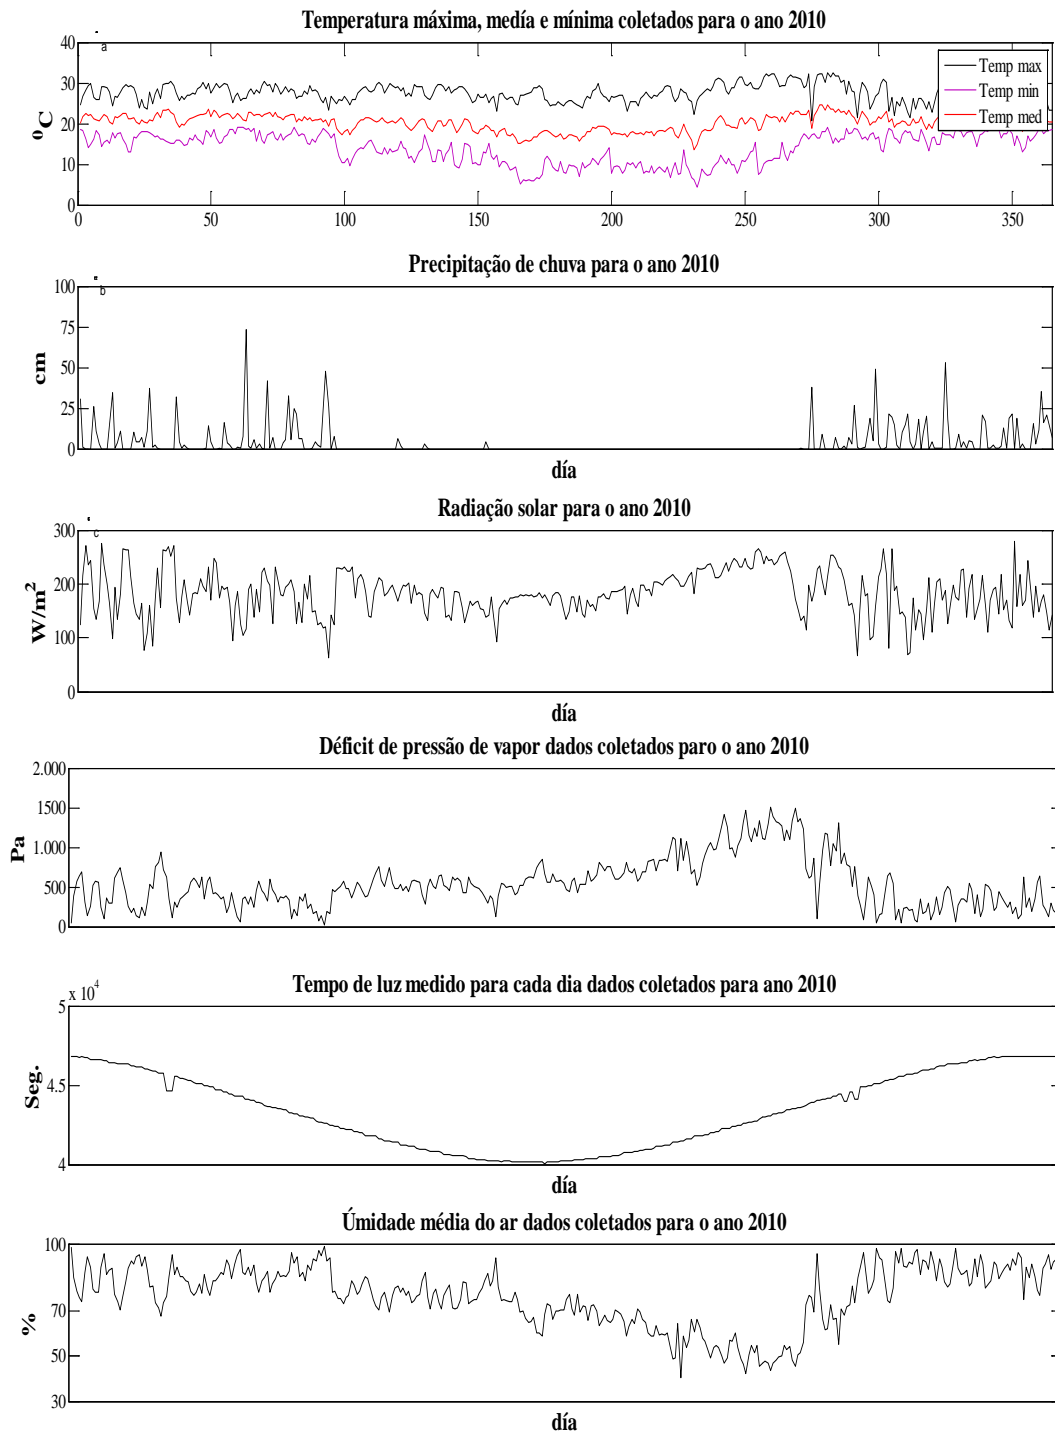 Temperatura máxima, medía e mínima coletados para o ano 2010
a
40
30
20
10
0
ºC
Temp max
Temp min
Temp med
0 50 100 150 200 250 300 350
Precipitação de chuva para o ano 2010
b
100
75
50
25
0
cm
día
Radiação solar para o ano 2010
c
300
200
100
0
W/m²
día
Déficit de pressão de vapor dados coletados paro o ano 2010
2.000
1500
1.000
500
0
Pa
Tempo de luz medido para cada dia dados coletados para ano 2010
x 10⁴
5
4.5
4
Seg.
día
Úmidade média do ar dados coletados para o ano 2010
100
70
50
30
%
día